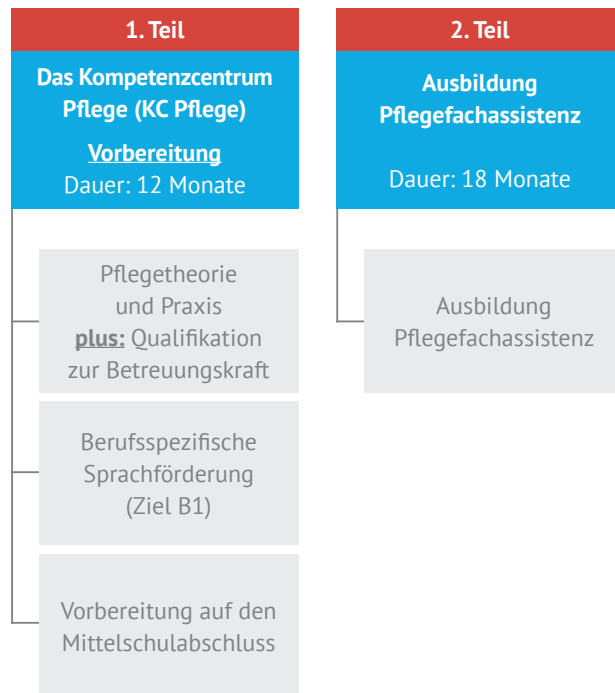 1. Teil
Das Kompetenzcentrum
Pflege (KC Pflege)
Vorbereitung
Dauer: 12 Monate
Pflegetheorie
und Praxis
plus: Qualifikation
zur Betreuungskraft
Berufsspezifische
Sprachförderung
(Ziel B1)
Vorbereitung auf den
Mittelschulabschluss
2. Teil
Ausbildung
Pflegefachassistenz
Dauer: 18 Monate
Ausbildung
Pflegefachassistenz